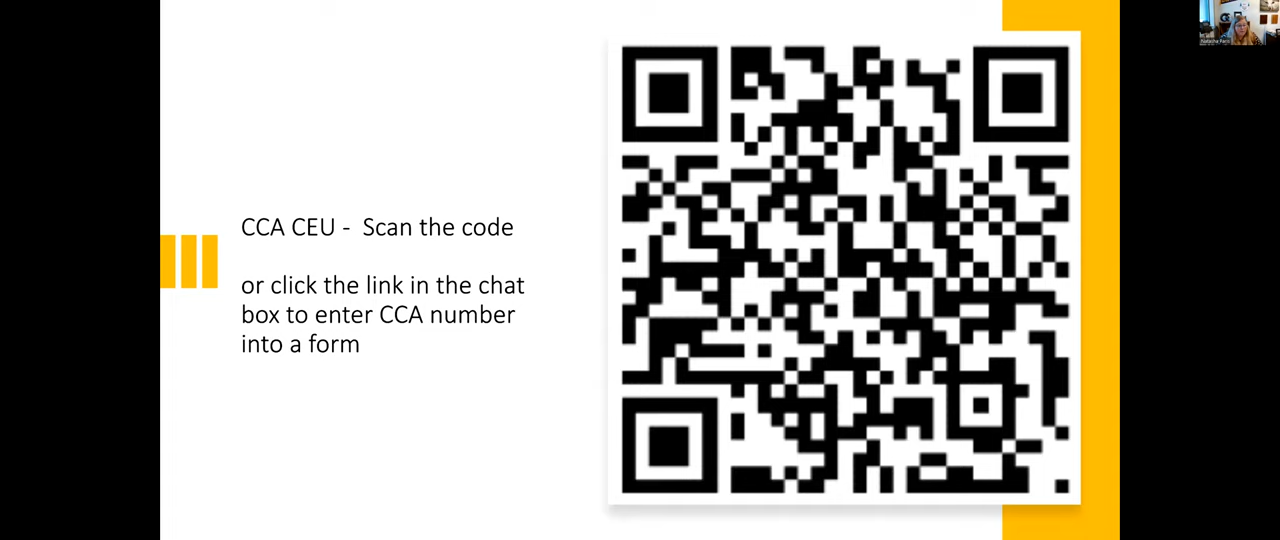 CCA CEU - Scan the code
or click the link in the chat
box to enter CCA number
into a form